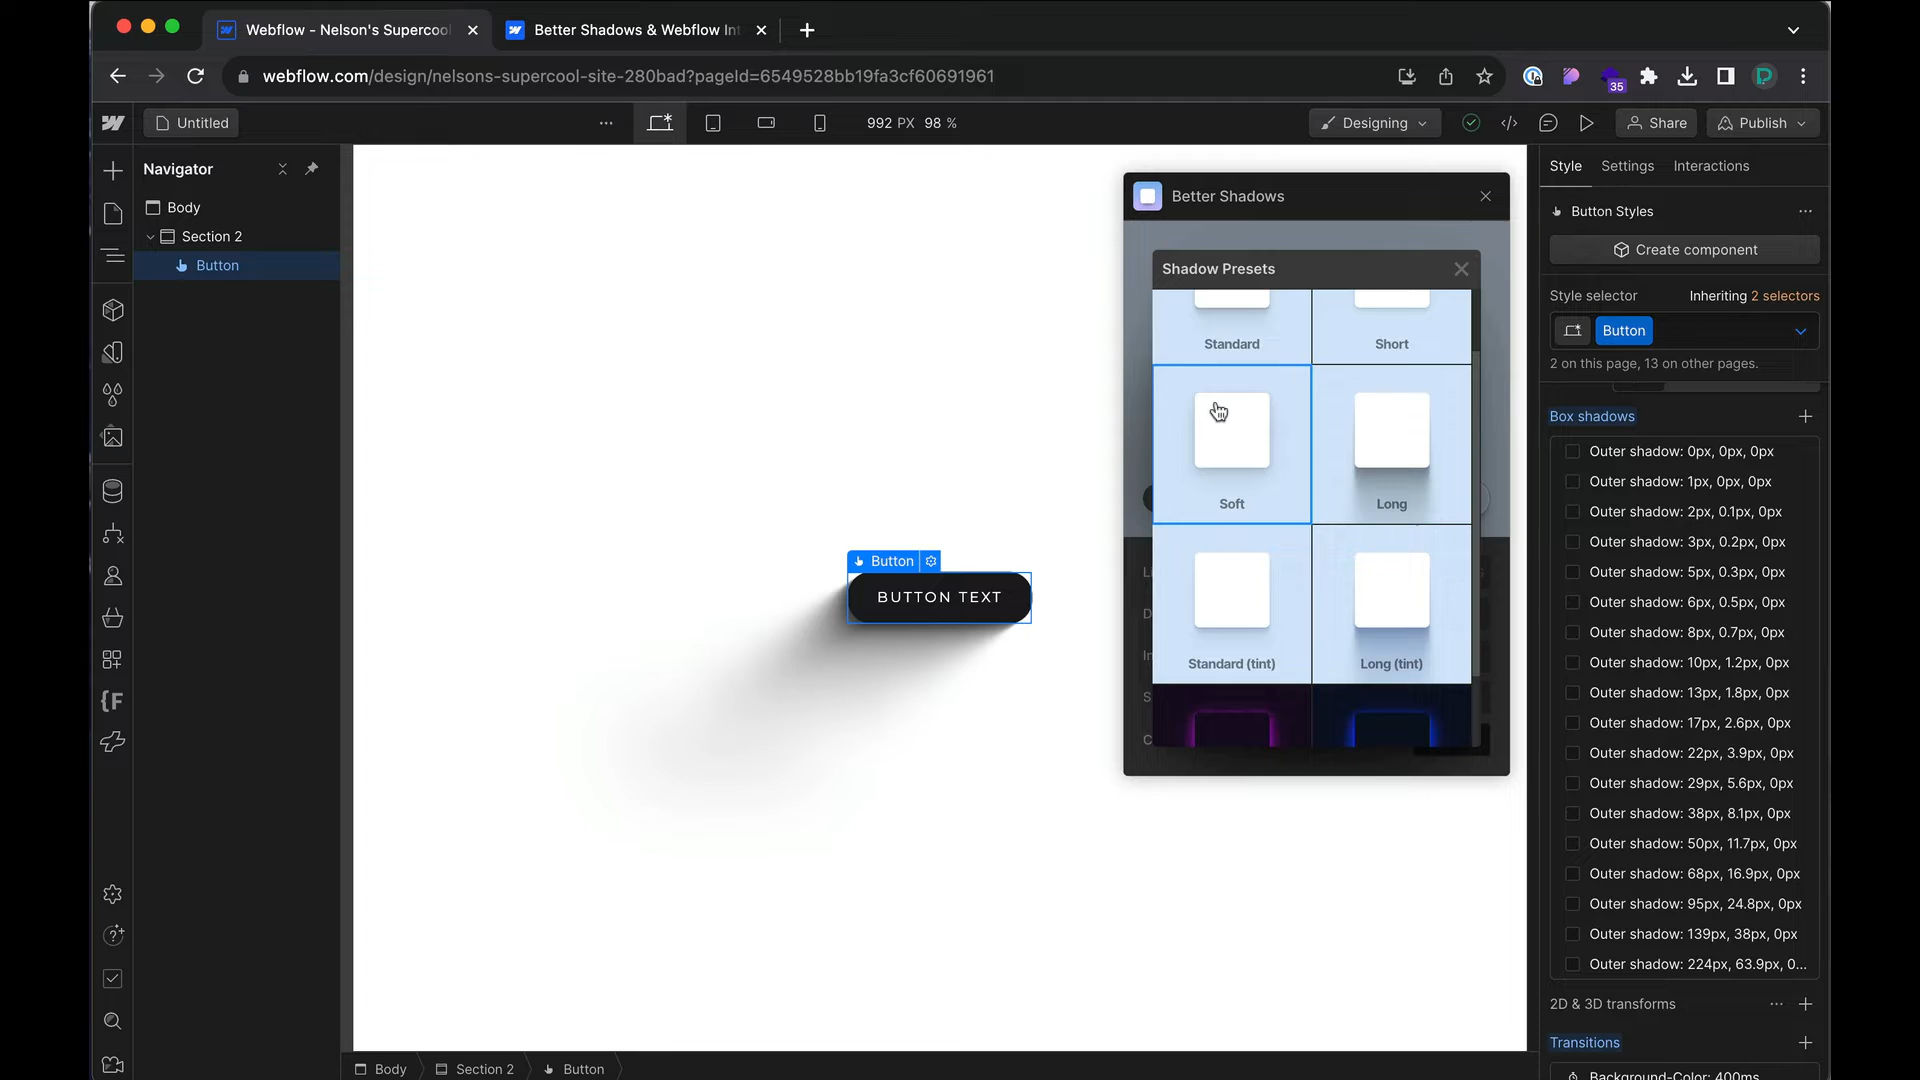 Webflow - Nelson's Supercool
Better Shadows & Webflow Int
webflow.com/design/nelsons-supercool-site-280bad?pageId=6549528bb19fa3cf60691961
35
Untitled
992 PX 98 %
Designing
Share
Publish
Navigator
Body
Section 2
Button
Button
BUTTON TEXT
Better Shadows
Shadow Presets
Standard
Short
Soft
Long
Standard (tint)
Long (tint)
Style
Settings
Interactions
Button Styles
Create component
Style selector
Inheriting 2 selectors
Button
2 on this page, 13 on other pages.
Box shadows
Outer shadow: 0px, 0px, 0px
Outer shadow: 1px, 0px, 0px
Outer shadow: 2px, 0.1px, 0px
Outer shadow: 3px, 0.2px, 0px
Outer shadow: 5px, 0.3px, 0px
Outer shadow: 6px, 0.5px, 0px
Outer shadow: 8px, 0.7px, 0px
Outer shadow: 10px, 1.2px, 0px
Outer shadow: 13px, 1.8px, 0px
Outer shadow: 17px, 2.6px, 0px
Outer shadow: 22px, 3.9px, 0px
Outer shadow: 29px, 5.6px, 0px
Outer shadow: 38px, 8.1px, 0px
Outer shadow: 50px, 11.7px, 0px
Outer shadow: 68px, 16.9px, 0px
Outer shadow: 95px, 24.8px, 0px
Outer shadow: 139px, 38px, 0px
Outer shadow: 224px, 63.9px, 0...
2D & 3D transforms
Transitions
Background-Color: 400ms
Body
Section 2
Button